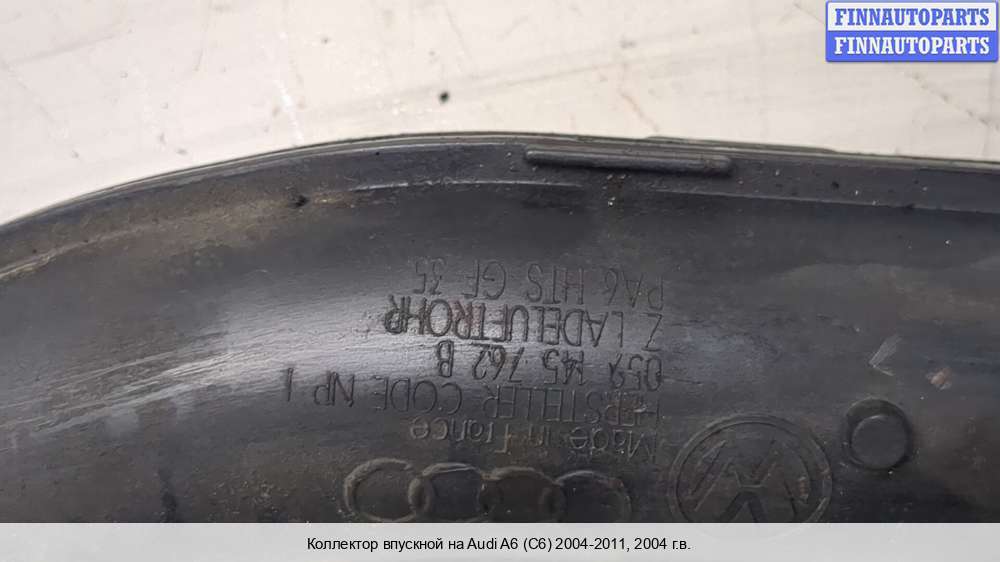 FINNAUTOPARTS
FINNAUTOPARTS
Made in France
HERSTELLER CODE NP 1
059 145 762 B
Z LADELUFTROHR
PA6 HTS GF 35
Коллектор впускной на Audi A6 (C6) 2004-2011, 2004 г.в.